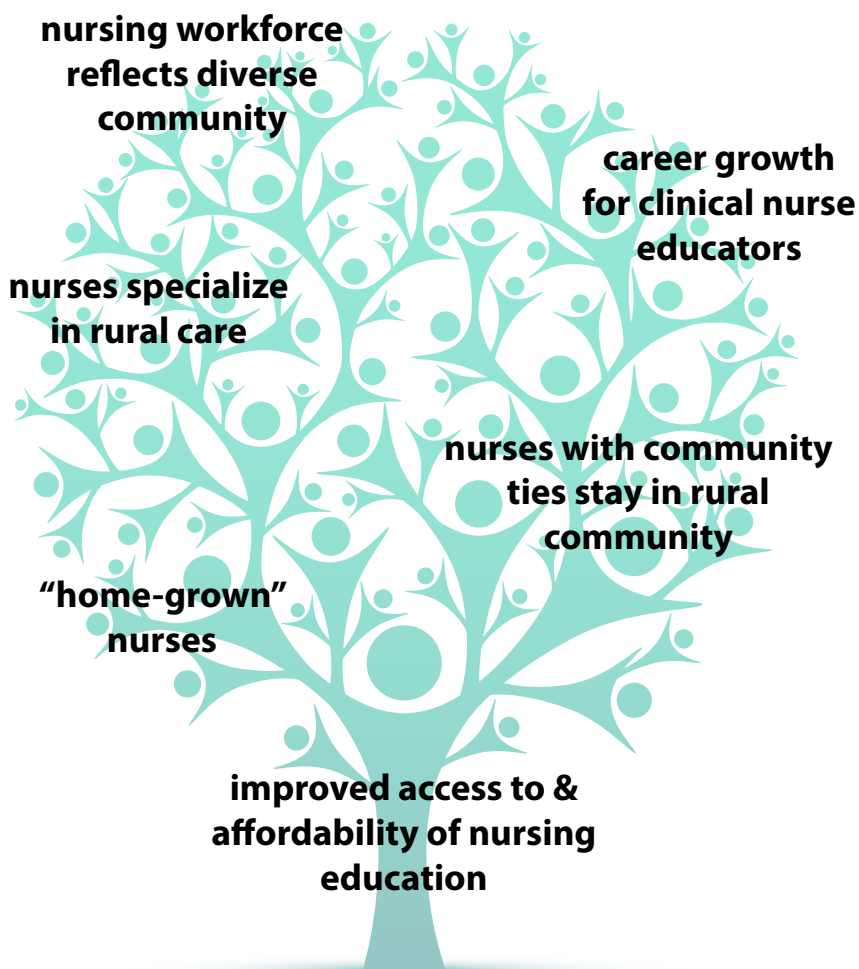 nursing workforce
reflects diverse
community
career growth
for clinical nurse
educators
nurses specialize
in rural care
nurses with community
ties stay in rural
community
“home-grown”
nurses
improved access to &
affordability of nursing
education